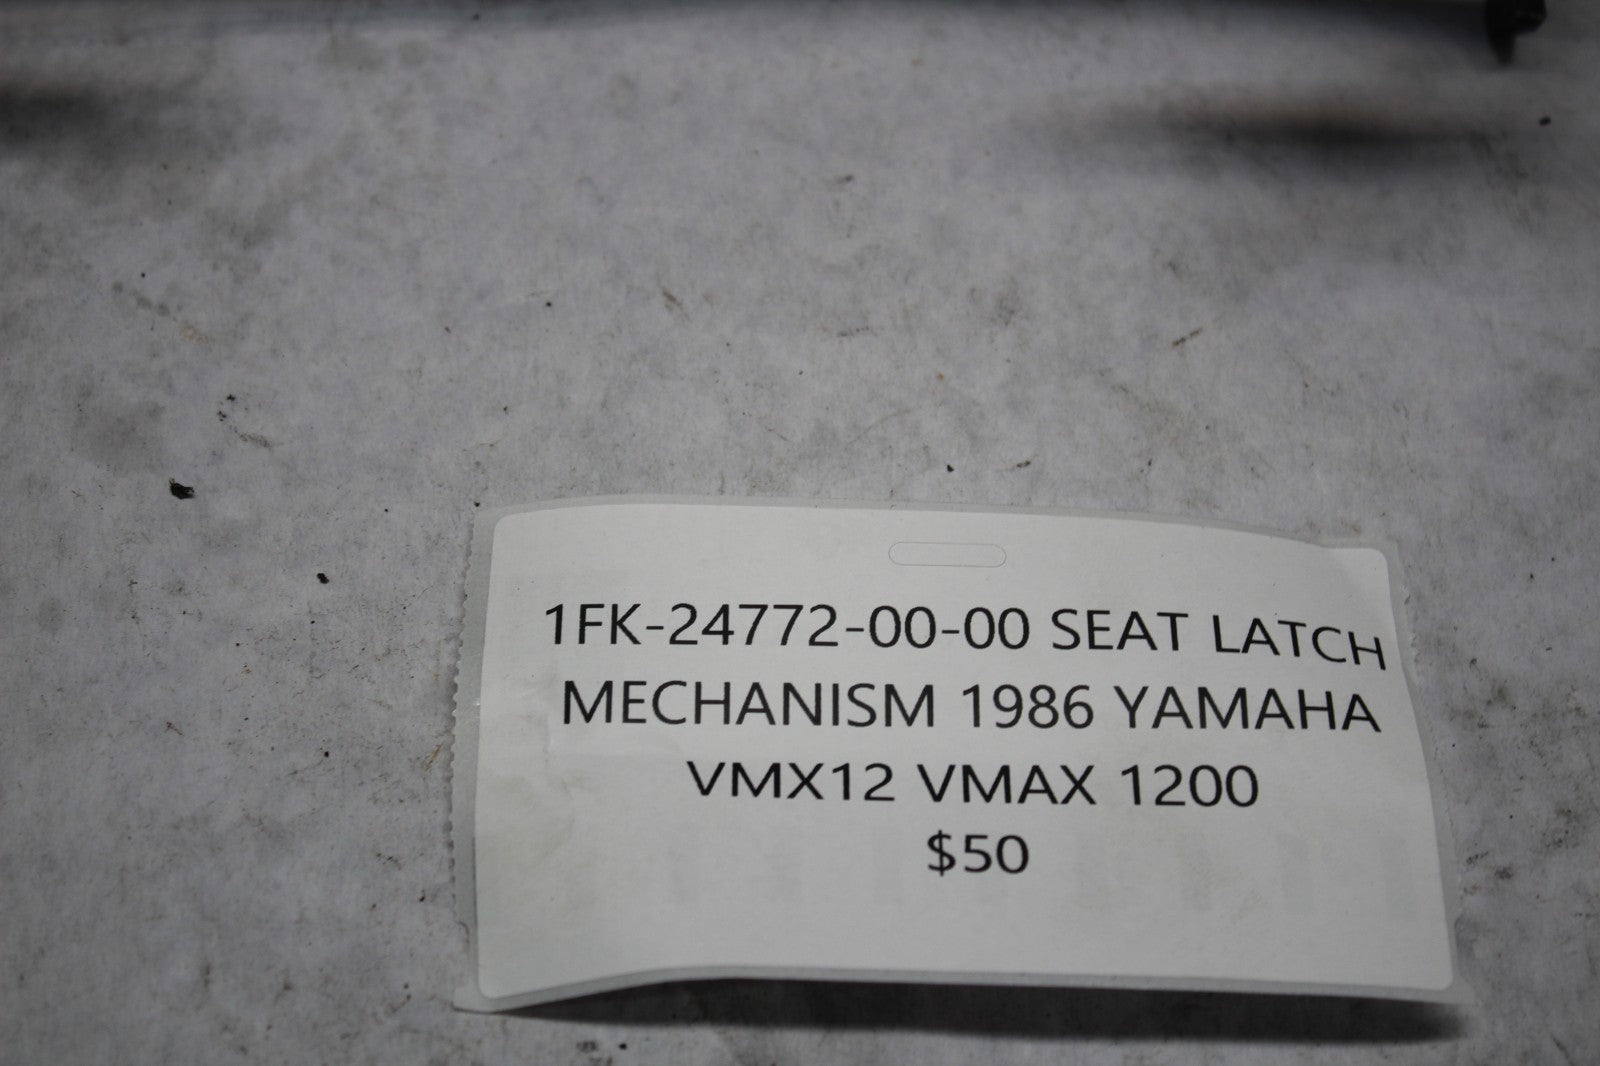 1FK-24772-00-00 SEAT LATCH
MECHANISM 1986 YAMAHA
VMX12 VMAX 1200
$50